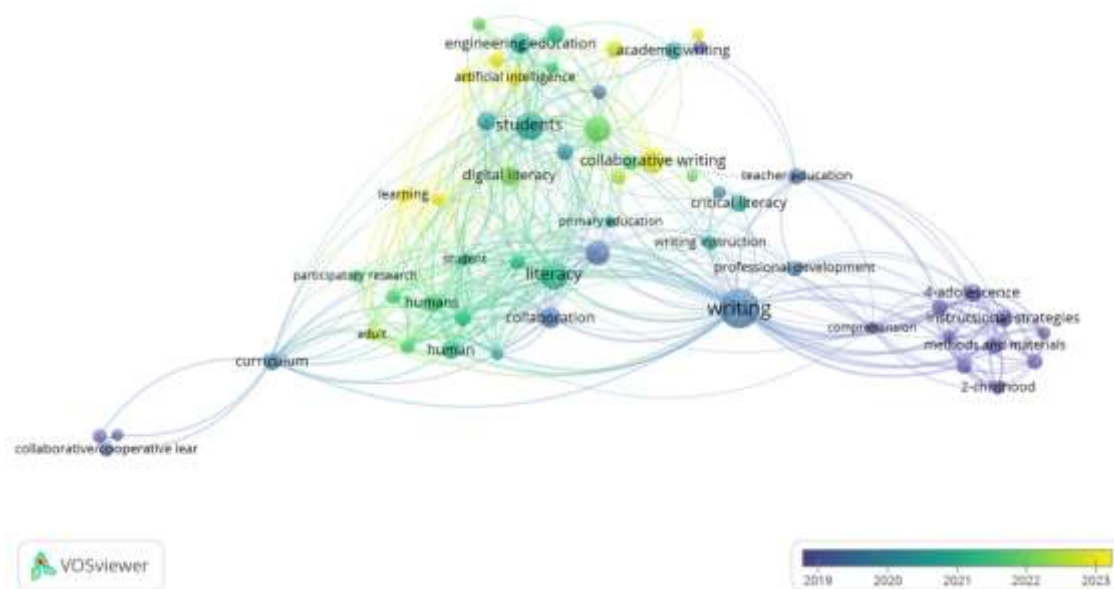 engineering education
academic writing
artificial intelligence
students
collaborative writing
digital literacy
teacher education
learning
critical literacy
primary education
writing instruction
student
professional development
participatory research
literacy
4-adolescence
humans
writing
instructional strategies
collaboration
comprehension
adult
methods and materials
human
curriculum
2-childhood
collaborative/cooperative lear
VOSviewer
2019 2020 2021 2022 2023